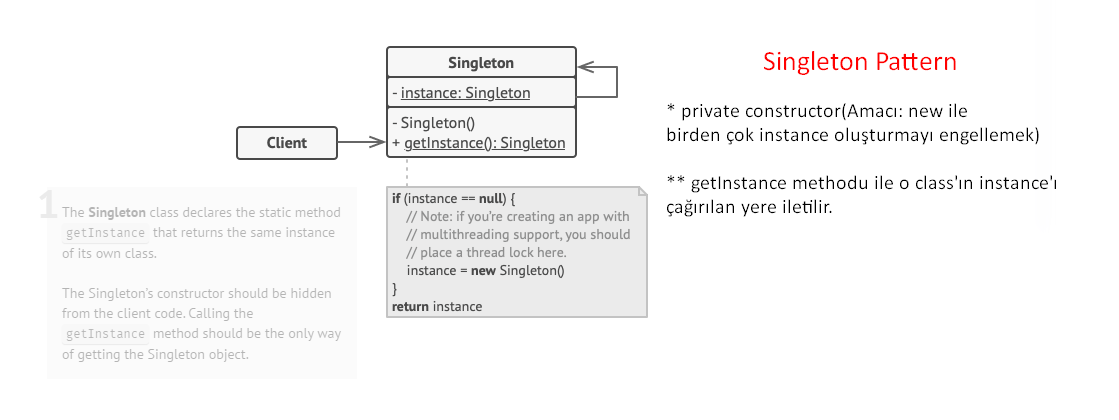 Singleton
- instance: Singleton
- Singleton()
+ getInstance(): Singleton
Client
if (instance == null) {
// Note: if you're creating an app with
// multithreading support, you should
// place a thread lock here.
instance = new Singleton()
}
return instance
1
The Singleton class declares the static method
getInstance that returns the same instance
of its own class.
The Singleton's constructor should be hidden
from the client code. Calling the
getInstance method should be the only way
of getting the Singleton object.
Singleton Pattern
* private constructor(Amacı: new ile
birden çok instance oluşturmayı engellemek)
** getInstance methodu ile o class'ın instance'ı
çağırılan yere iletilir.